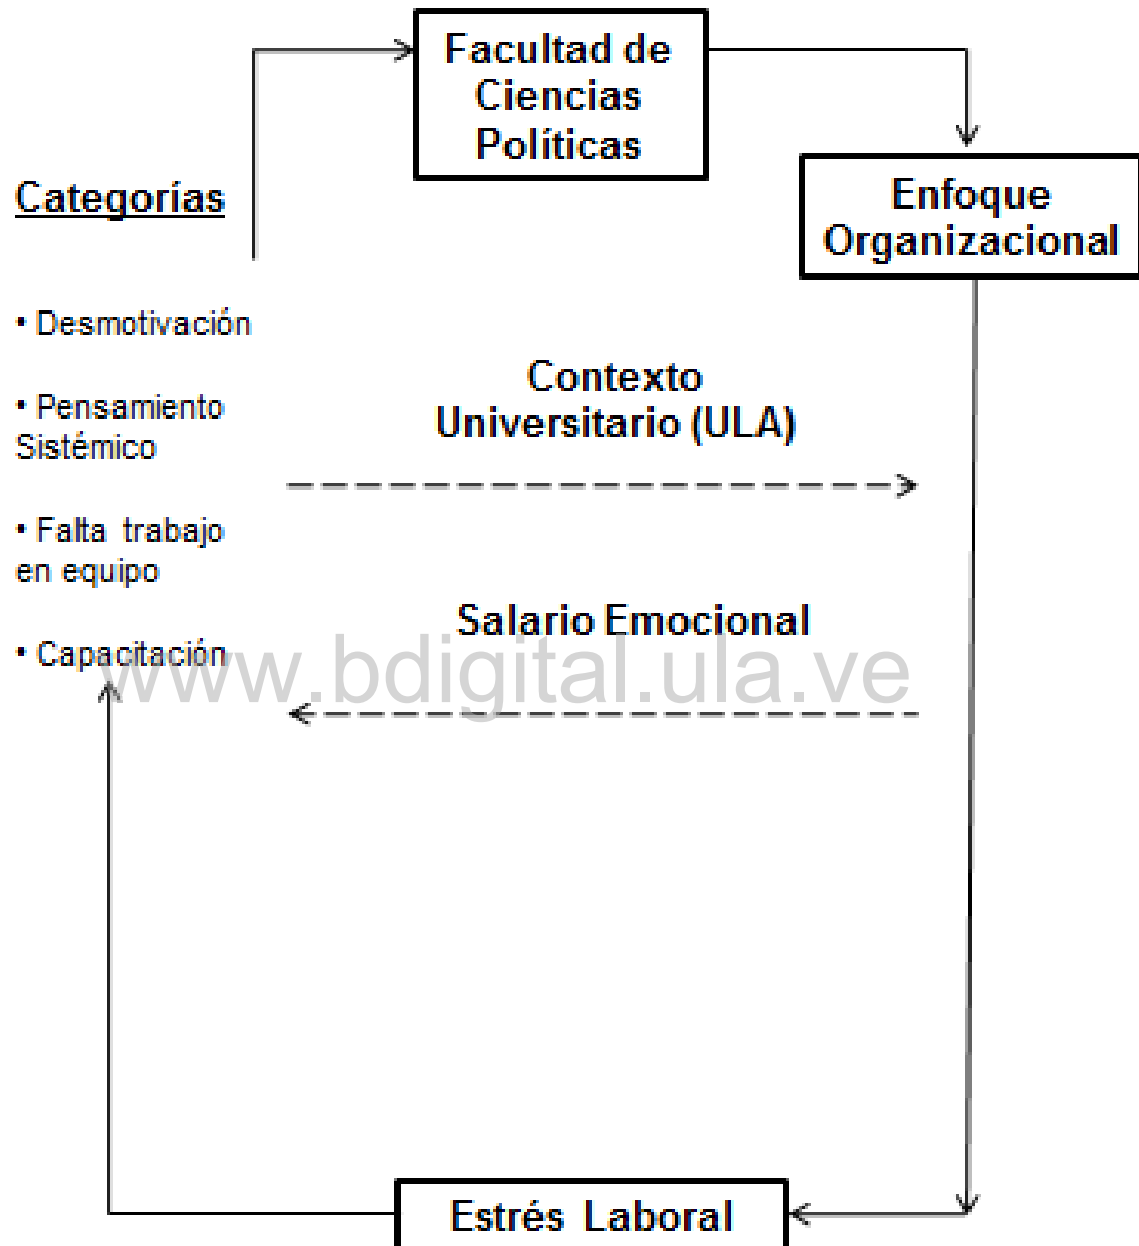 Facultad de
Ciencias
Políticas
Categorías
Enfoque
Organizacional
• Desmotivación
• Pensamiento
Sistémico
• Falta trabajo
en equipo
• Capacitación
Contexto
Universitario (ULA)
Salario Emocional
www.bdigital.ula.ve
Estrés Laboral